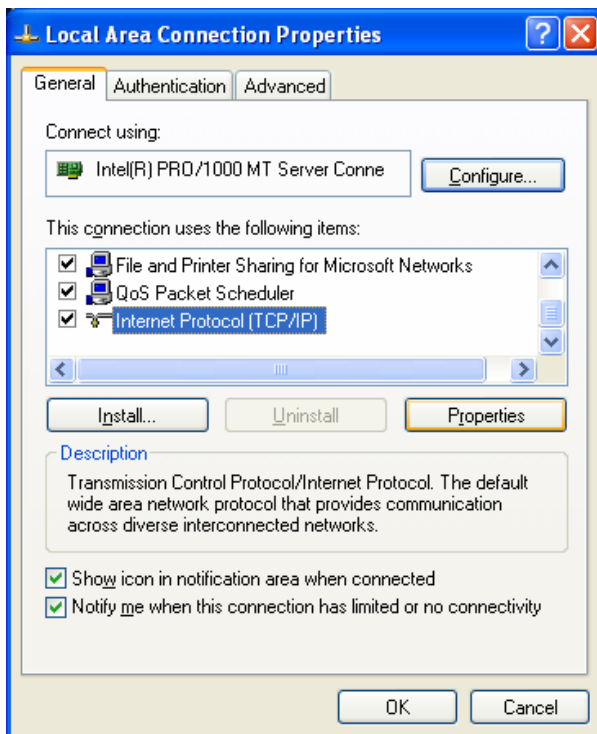 Local Area Connection Properties
General Authentication Advanced
Connect using:
Intel(R) PRO/1000 MT Server Conne
Configure...
This connection uses the following items:
File and Printer Sharing for Microsoft Networks
QoS Packet Scheduler
Internet Protocol (TCP/IP)
Install... Uninstall Properties
Description
Transmission Control Protocol/Internet Protocol. The default
wide area network protocol that provides communication
across diverse interconnected networks.
Show icon in notification area when connected
Notify me when this connection has limited or no connectivity
OK Cancel